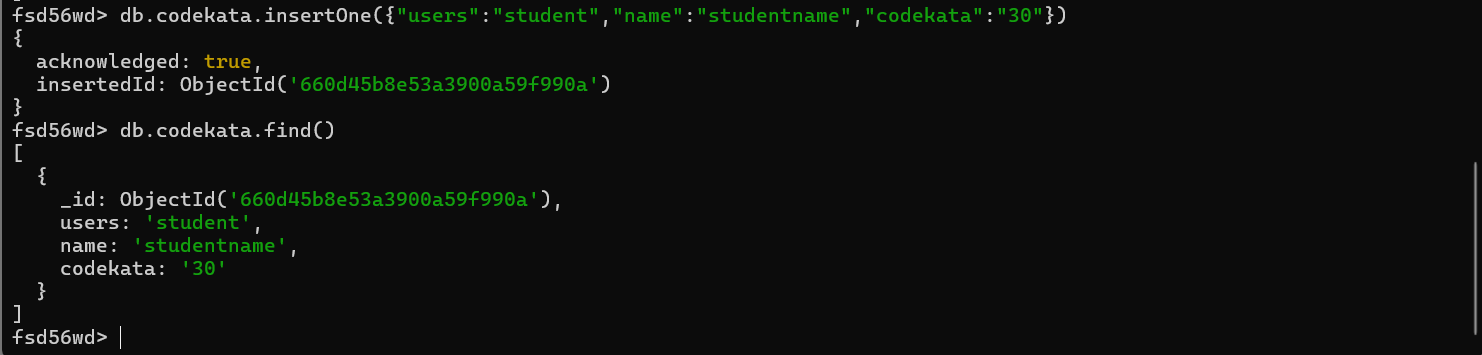 fsd56wd> db.codekata.insertOne({"users":"student","name":"studentname","codekata":"30"})
{
  acknowledged: true,
  insertedId: ObjectId('660d45b8e53a3900a59f990a')
}
fsd56wd> db.codekata.find()
[
  {
    _id: ObjectId('660d45b8e53a3900a59f990a'),
    users: 'student',
    name: 'studentname',
    codekata: '30'
  }
]
fsd56wd>